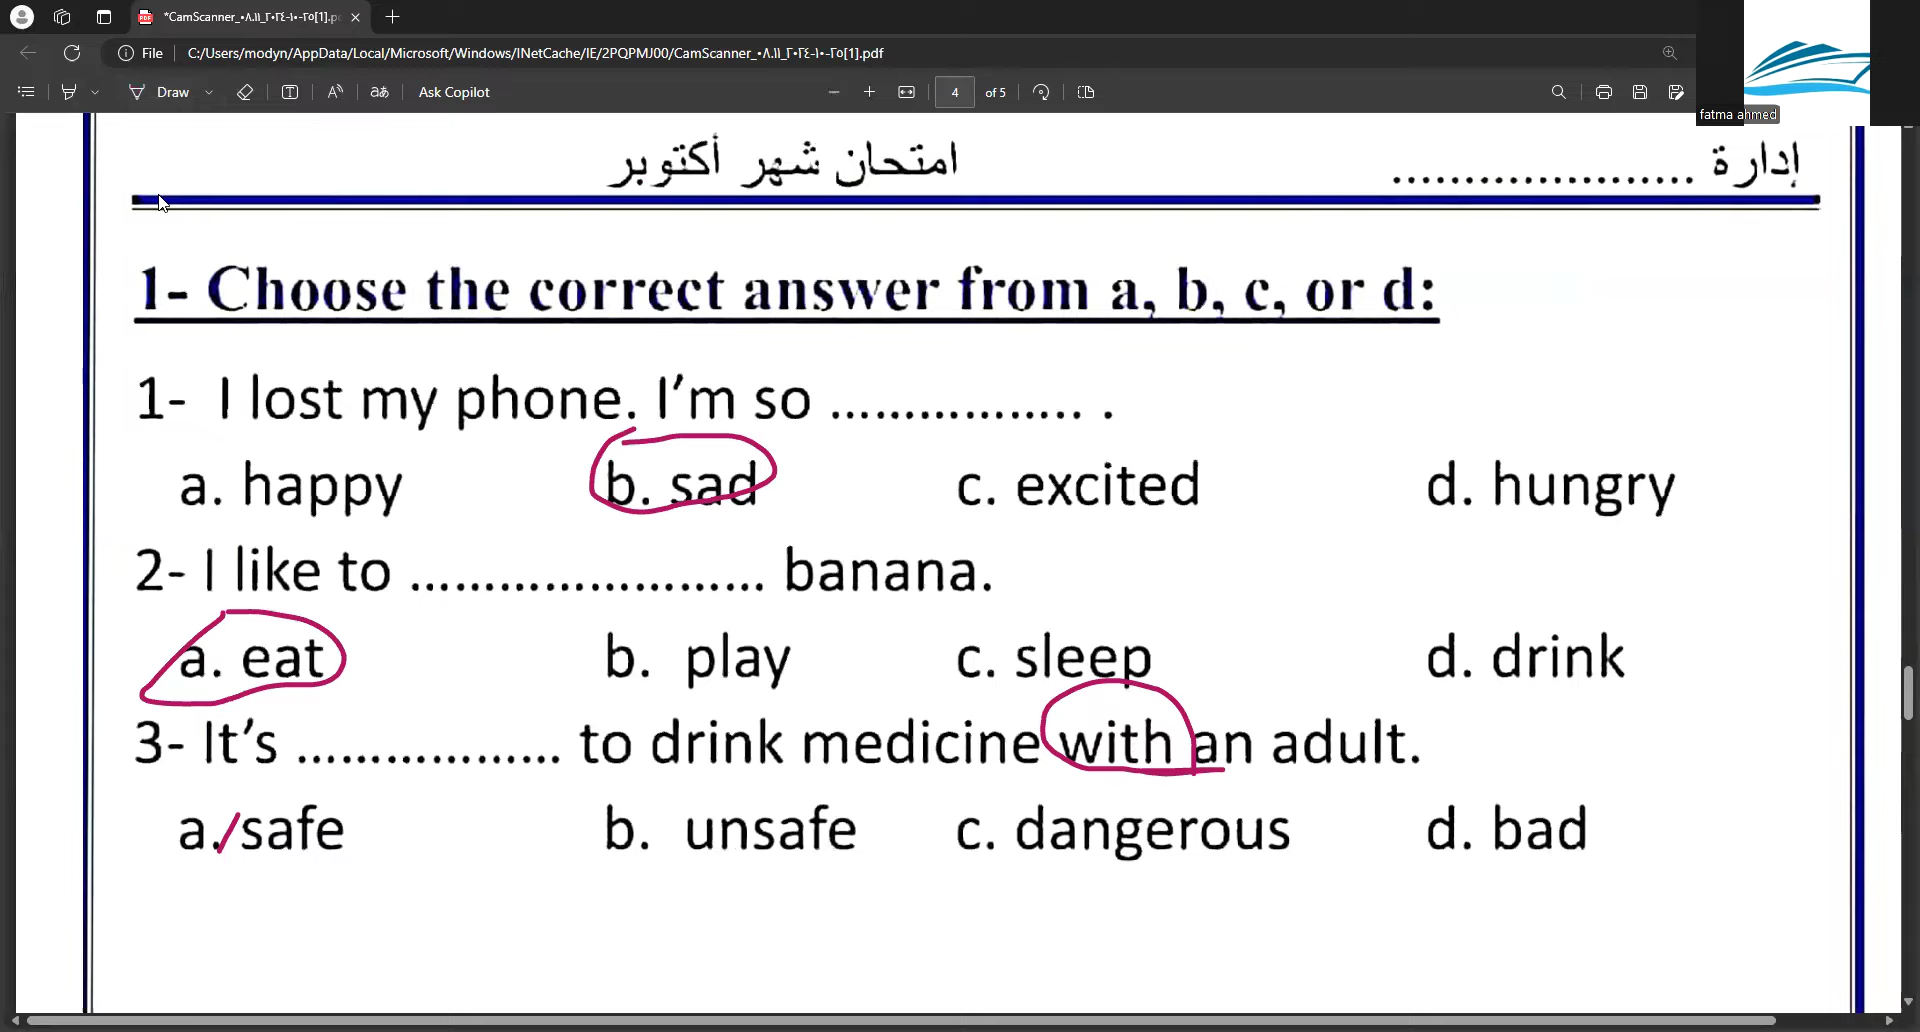 *CamScanner_٠٨.١١_٢٠٢٤-١٠-٢٥[1].p
File
C:/Users/modyn/AppData/Local/Microsoft/Windows/INetCache/IE/2PQPMJ00/CamScanner_٠٨.١١_٢٠٢٤-١٠-٢٥[1].pdf
Draw
Ask Copilot
4 of 5
fatma ahmed
إدارة ..................... امتحان شهر أكتوبر
1- Choose the correct answer from a, b, c, or d:
1- I lost my phone. I’m so ................. .
a. happy b. sad c. excited d. hungry
2- I like to ........................ banana.
a. eat b. play c. sleep d. drink
3- It’s .................. to drink medicine with an adult.
a. safe b. unsafe c. dangerous d. bad